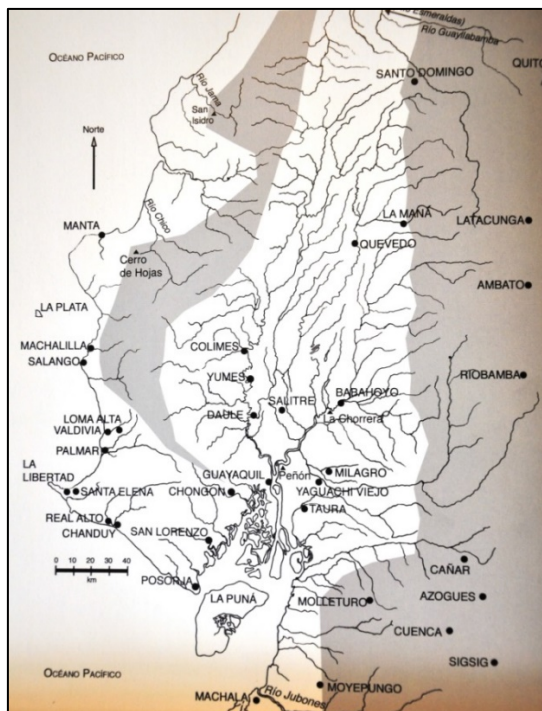 Esmeraldas)
Río Guayllabamba
OCÉANO PACÍFICO
QUITO
SANTO DOMINGO
Río Jama
San
Isidro
Norte
Río Chico
MANTA
Cerro
de Hojas
LA MANÁ
LATACUNGA
QUEVEDO
LA PLATA
AMBATO
MACHALILLA
SALANGO
COLIMES
YUMES
RIOBAMBA
BABAHOYO
SALITRE
DAULE
La Chorrera
LOMA ALTA
VALDIVIA
PALMAR
LA
LIBERTAD
SANTA ELENA
CHONGÓN
GUAYAQUIL
Peñón
MILAGRO
YAGUACHI VIEJO
TAURA
REAL ALTO
CHANDUY
SAN LORENZO
0 10 20 30 40
km
POSORJA
LA PUNÁ
CAÑAR
MOLLETURO
AZOGUES
CUENCA
SIGSIG
OCÉANO PACÍFICO
MACHALA
Río Jubones
MOYEPUNGO